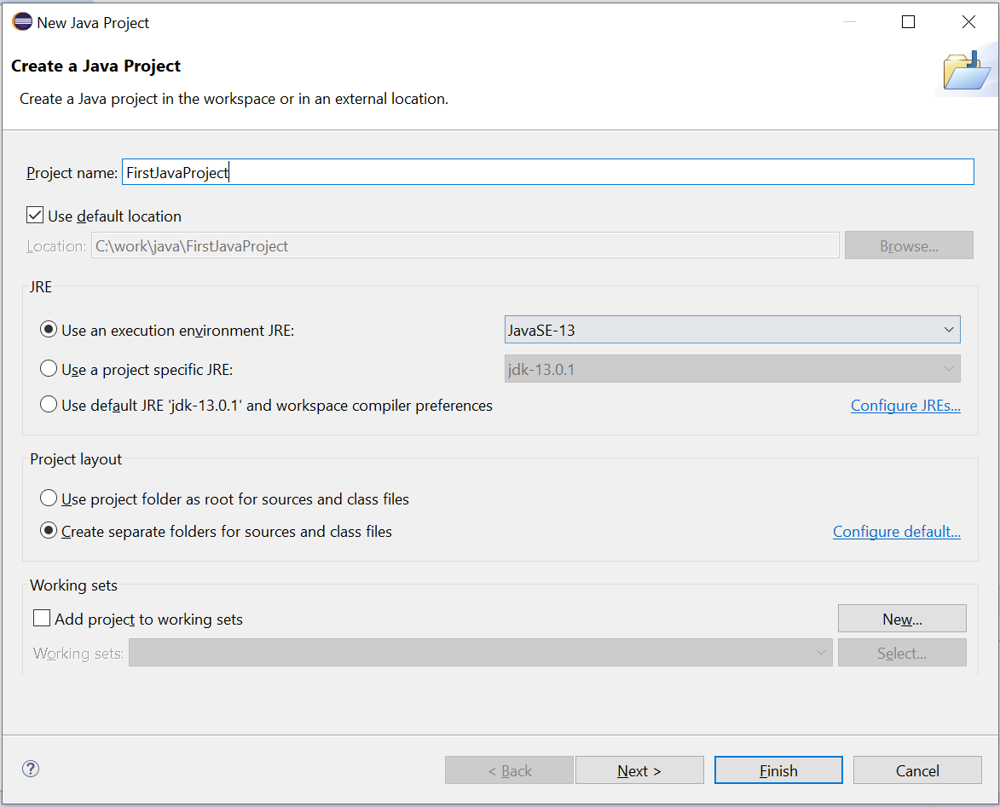 New Java Project
Create a Java Project
Create a Java project in the workspace or in an external location.
Project name: FirstJavaProject
Use default location
Location: C:\work\java\FirstJavaProject Browse...
JRE
Use an execution environment JRE: JavaSE-13
Use a project specific JRE: jdk-13.0.1
Use default JRE 'jdk-13.0.1' and workspace compiler preferences Configure JREs...
Project layout
Use project folder as root for sources and class files
Create separate folders for sources and class files Configure default...
Working sets
Add project to working sets New...
Working sets: Select...
? < Back Next > Finish Cancel